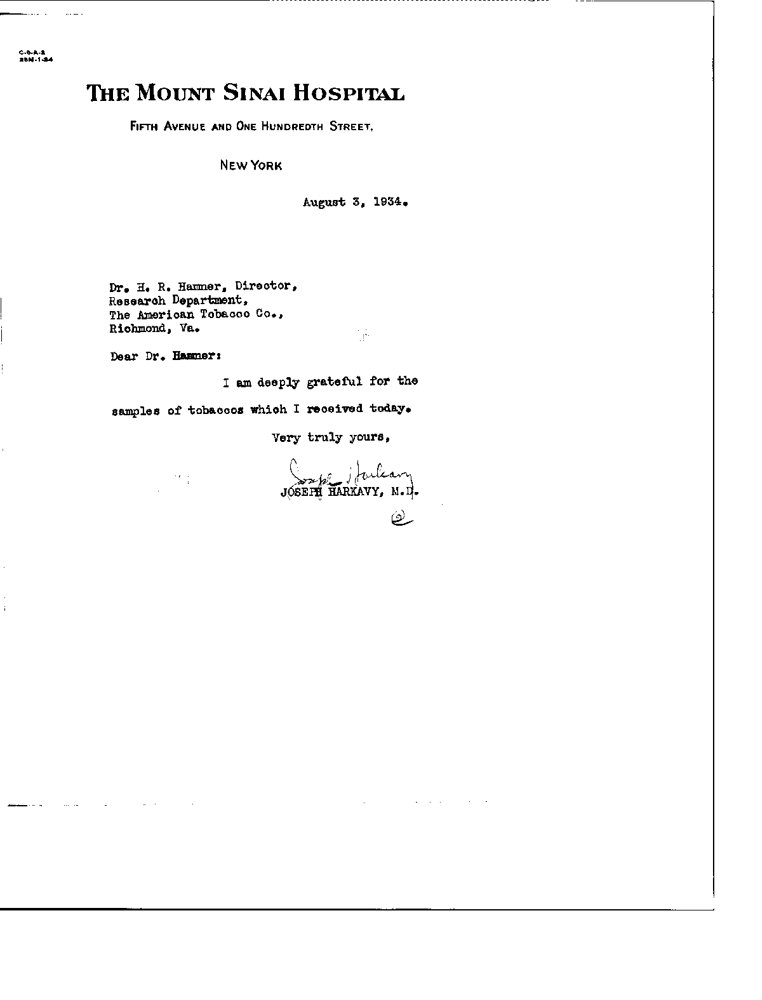 C-6-A-2
25M-1-34
THE MOUNT SINAI HOSPITAL
FIFTH AVENUE AND ONE HUNDREDTH STREET,
NEW YORK
August 3, 1934.
Dr. H. R. Hanmer, Director,
Research Department,
The American Tobacco Co.,
Richmond, Va.
Dear Dr. Hanmer:
I am deeply grateful for the
samples of tobaccos which I received today.
Very truly yours,
Joseph Harkavy
JOSEPH HARKAVY, M.D.